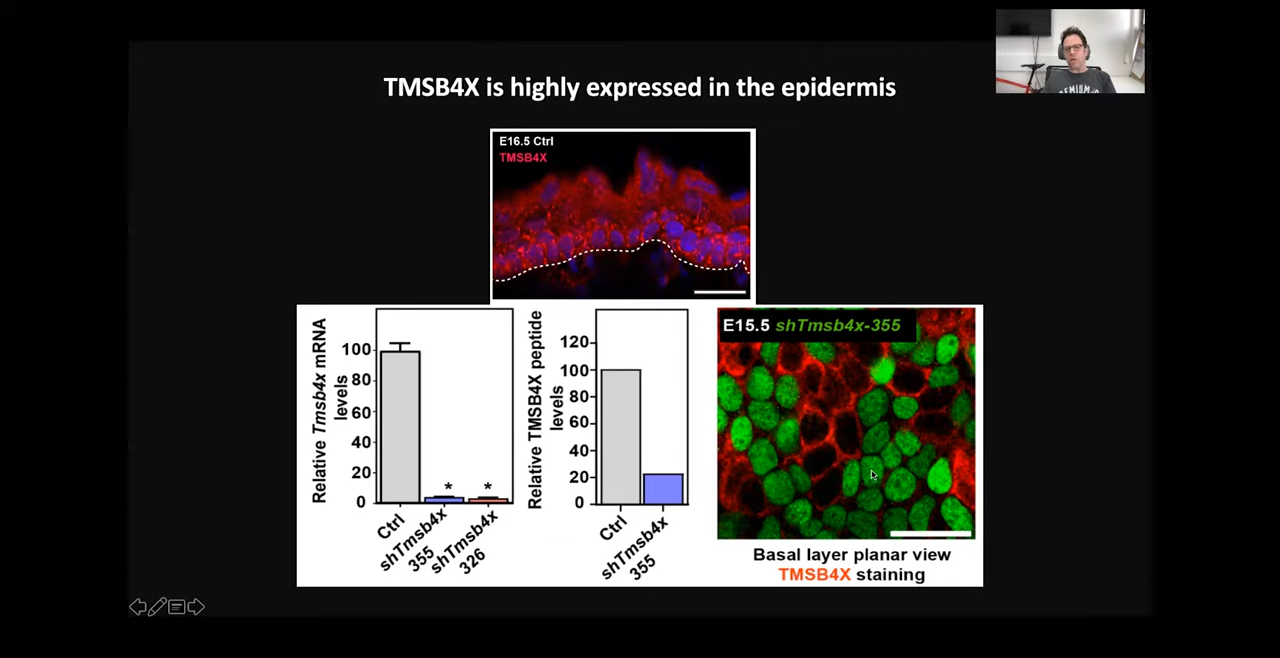 TMSB4X is highly expressed in the epidermis
E16.5 Ctrl
TMSB4X
Relative Tmsb4x mRNA
levels
100
80
60
40
20
0
*
*
Ctrl
shTmsb4x
355
shTmsb4x
326
Relative TMSB4X peptide
levels
120
100
80
60
40
20
0
Ctrl
shTmsb4x
355
E15.5 shTmsb4x-355
Basal layer planar view
TMSB4X staining